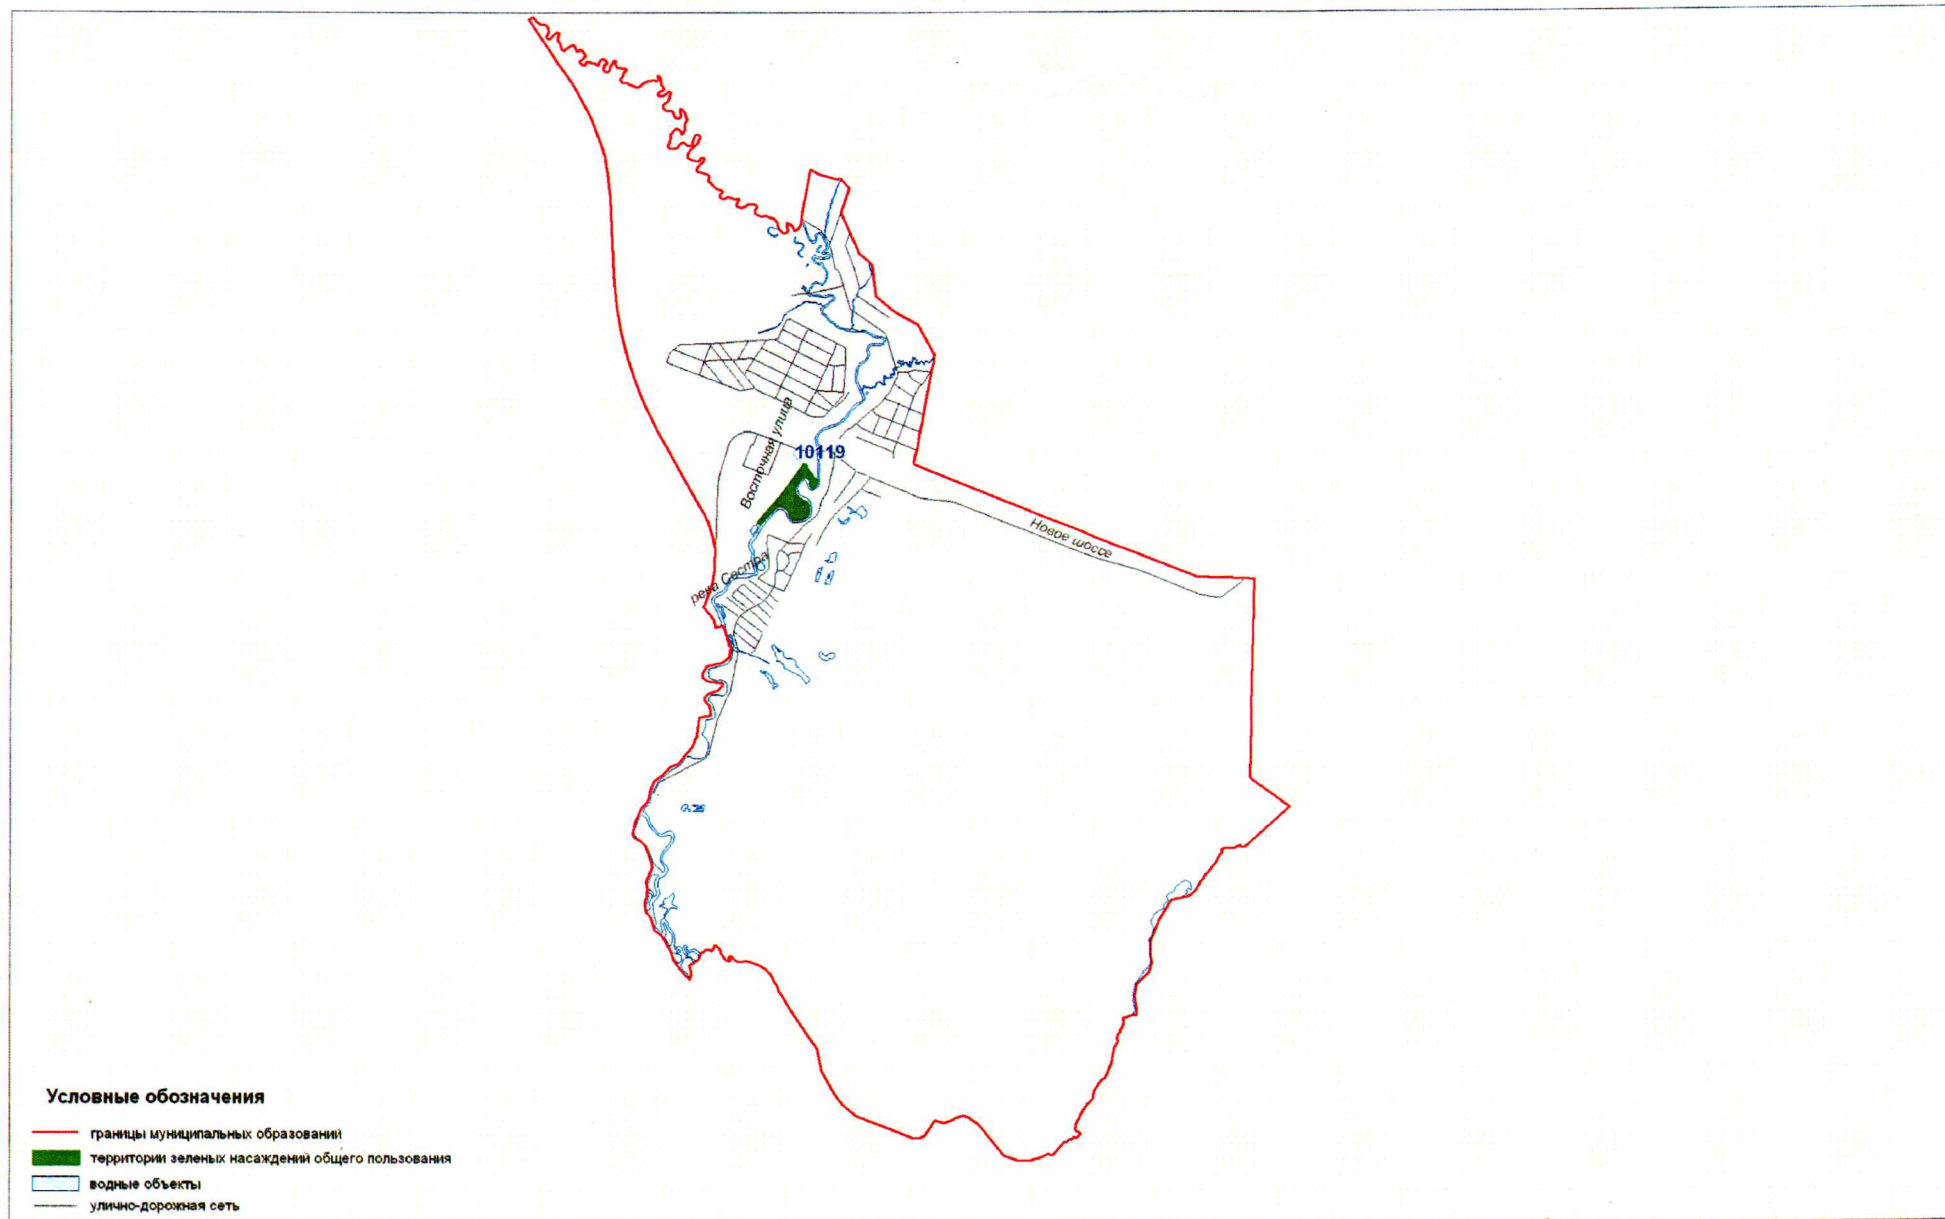 Восточная улица
10119
Новое шоссе
река Сестра
Условные обозначения
границы муниципальных образований
территории зеленых насаждений общего пользования
водные объекты
улично-дорожная сеть